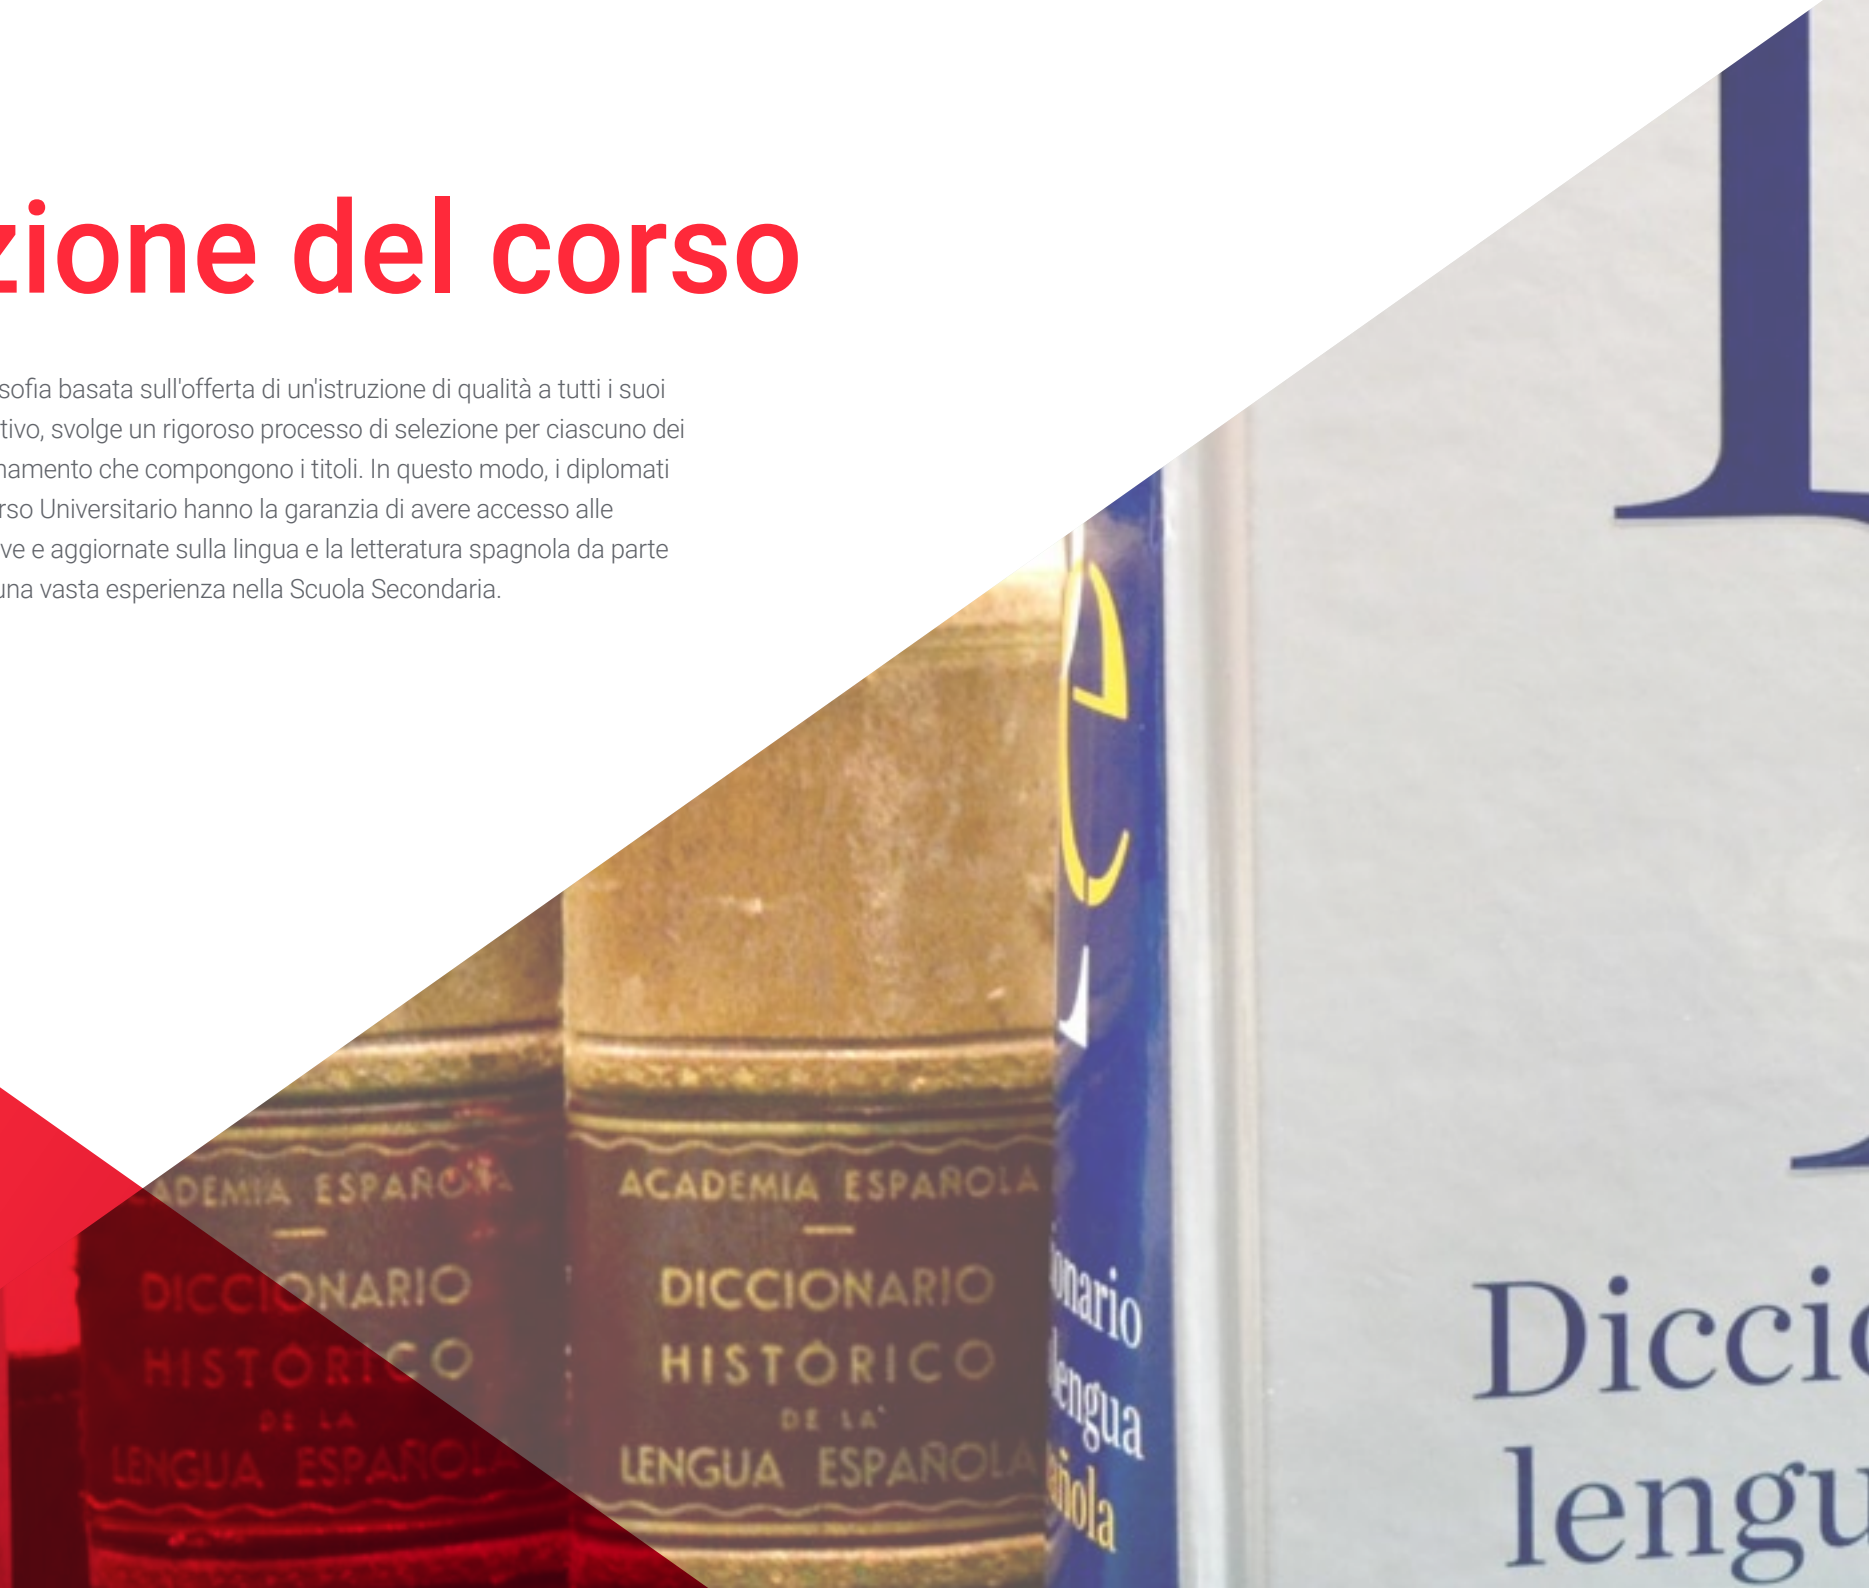 zione del corso
sofia basata sull'offerta di un'istruzione di qualità a tutti i suoi
tivo, svolge un rigoroso processo di selezione per ciascuno dei
namento che compongono i titoli. In questo modo, i diplomati
rso Universitario hanno la garanzia di avere accesso alle
ve e aggiornate sulla lingua e la letteratura spagnola da parte
una vasta esperienza nella Scuola Secondaria.
ADEMIA ESPAÑOLA
DICCIONARIO
HISTÓRICO
DE LA
LENGUA ESPAÑOLA
ACADEMIA ESPAÑOLA
DICCIONARIO
HISTÓRICO
DE LA
LENGUA ESPAÑOLA
e
onario
lengua
añola
Diccio
lengu